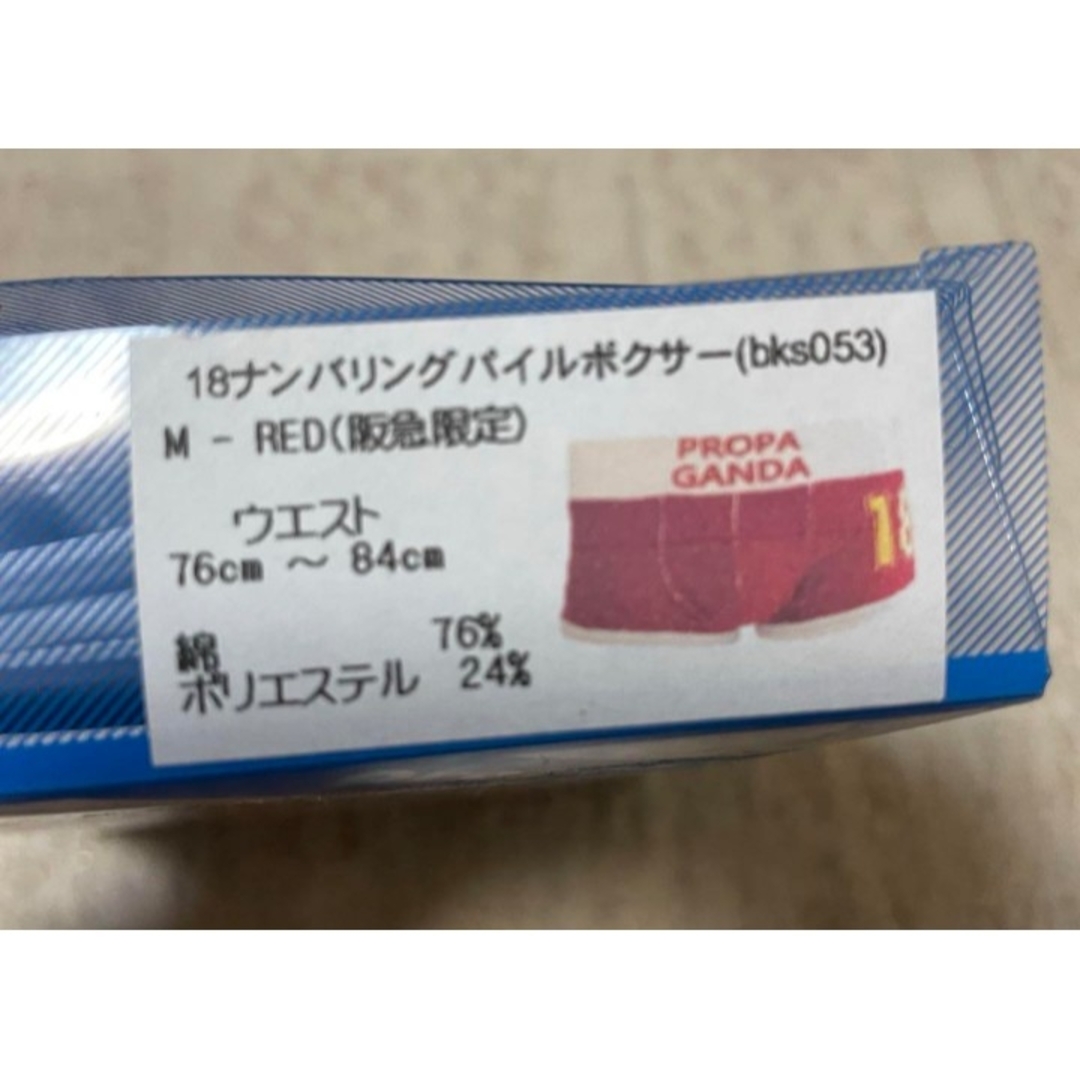 18ナンバリングパイルボクサー(bks053)
M - RED(阪急限定)
PROPA
GANDA
18
ウエスト
76cm ～ 84cm
綿 76%
ポリエステル 24%